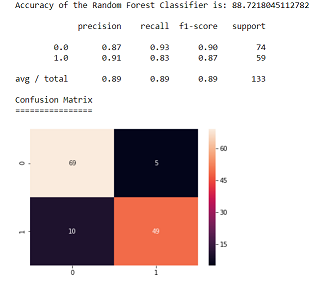 Accuracy of the Random Forest Classifier is: 88.7218045112782
precision recall f1-score support
0.0 0.87 0.93 0.90 74
1.0 0.91 0.83 0.87 59
avg / total 0.89 0.89 0.89 133
Confusion Matrix
================
0 69 5
1 10 49
0 1
60
45
30
15